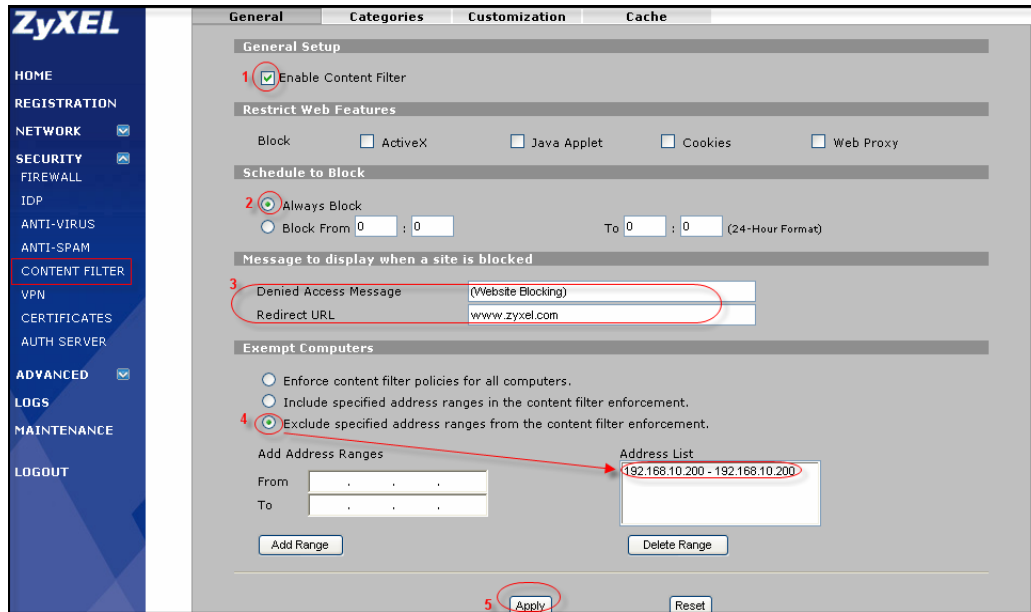 ZyXEL
HOME
REGISTRATION
NETWORK
SECURITY
FIREWALL
IDP
ANTI-VIRUS
ANTI-SPAM
CONTENT FILTER
VPN
CERTIFICATES
AUTH SERVER
ADVANCED
LOGS
MAINTENANCE
LOGOUT
General Categories Customization Cache
General Setup
1 Enable Content Filter
Restrict Web Features
Block ActiveX Java Applet Cookies Web Proxy
Schedule to Block
2 Always Block
Block From 0 : 0 To 0 : 0 (24-Hour Format)
Message to display when a site is blocked
3
Denied Access Message (Website Blocking)
Redirect URL www.zyxel.com
Exempt Computers
Enforce content filter policies for all computers.
Include specified address ranges in the content filter enforcement.
4 Exclude specified address ranges from the content filter enforcement.
Add Address Ranges Address List
192.168.10.200 - 192.168.10.200
From . . .
To . . .
Add Range Delete Range
5 Apply Reset